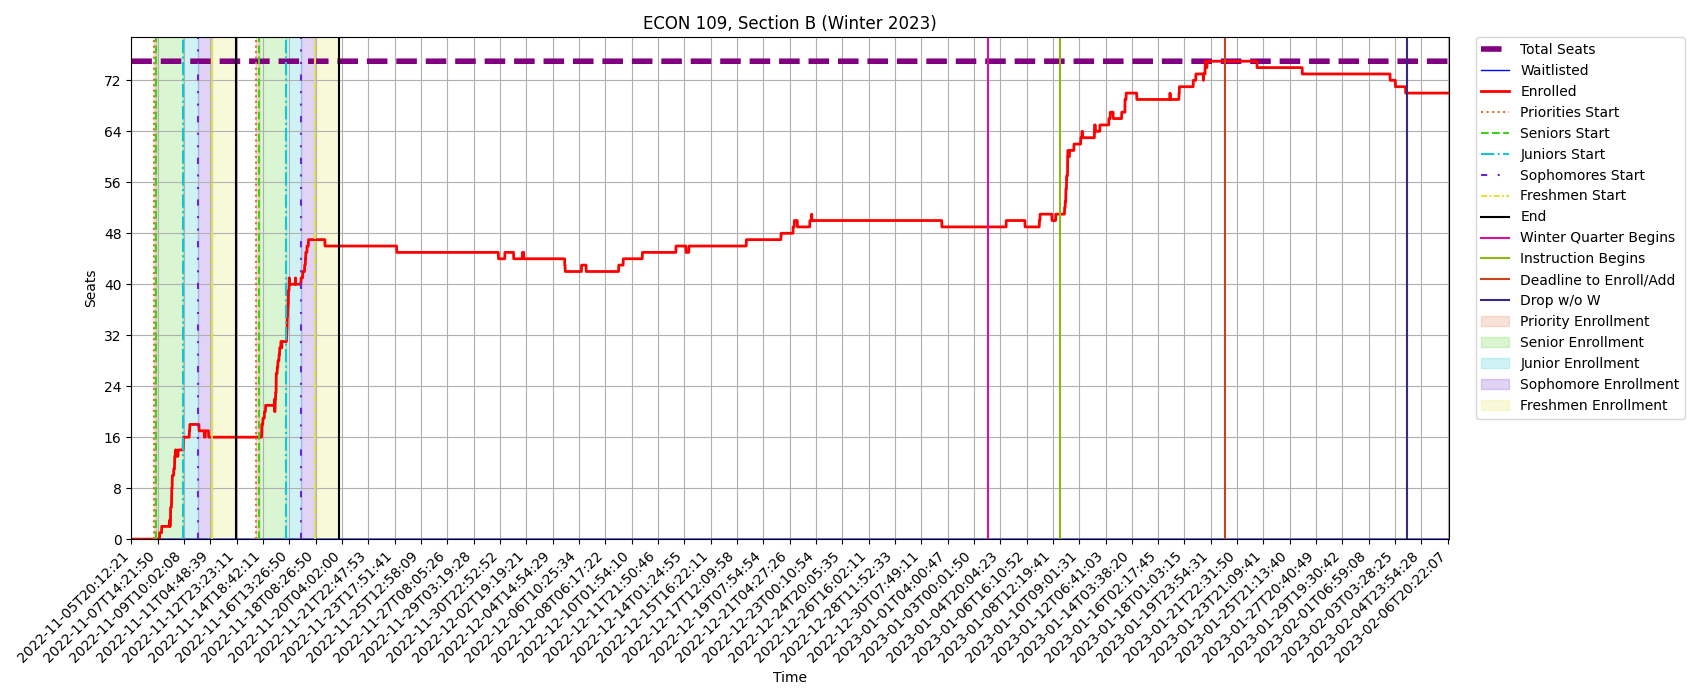 ECON 109, Section B (Winter 2023)
Seats
72
64
56
48
40
32
24
16
8
0
2022-11-05T20:12:21
2022-11-07T14:21:50
2022-11-09T10:02:08
2022-11-11T04:48:39
2022-11-12T23:23:11
2022-11-14T18:42:11
2022-11-16T13:26:50
2022-11-18T08:26:50
2022-11-20T04:02:00
2022-11-21T22:47:53
2022-11-23T17:51:41
2022-11-25T12:58:09
2022-11-27T08:05:26
2022-11-29T03:19:28
2022-11-30T22:52:52
2022-12-02T19:19:21
2022-12-04T14:54:29
2022-12-06T10:25:34
2022-12-08T06:17:22
2022-12-10T01:54:10
2022-12-11T21:50:46
2022-12-14T01:24:55
2022-12-15T16:22:11
2022-12-17T12:09:58
2022-12-19T07:54:54
2022-12-21T04:27:26
2022-12-23T00:10:54
2022-12-24T20:05:35
2022-12-26T16:02:11
2022-12-28T11:52:33
2022-12-30T07:49:11
2023-01-01T04:00:47
2023-01-03T00:01:50
2023-01-04T20:04:23
2023-01-06T16:10:52
2023-01-08T12:19:41
2023-01-10T09:01:31
2023-01-12T06:41:03
2023-01-14T03:38:20
2023-01-16T02:17:45
2023-01-18T01:03:15
2023-01-19T23:54:31
2023-01-21T22:31:50
2023-01-23T21:09:41
2023-01-25T21:13:40
2023-01-27T20:40:49
2023-01-29T19:30:42
2023-02-01T06:59:08
2023-02-03T03:28:25
2023-02-04T23:54:28
2023-02-06T20:22:07
Time
Total Seats
Waitlisted
Enrolled
Priorities Start
Seniors Start
Juniors Start
Sophomores Start
Freshmen Start
End
Winter Quarter Begins
Instruction Begins
Deadline to Enroll/Add
Drop w/o W
Priority Enrollment
Senior Enrollment
Junior Enrollment
Sophomore Enrollment
Freshmen Enrollment